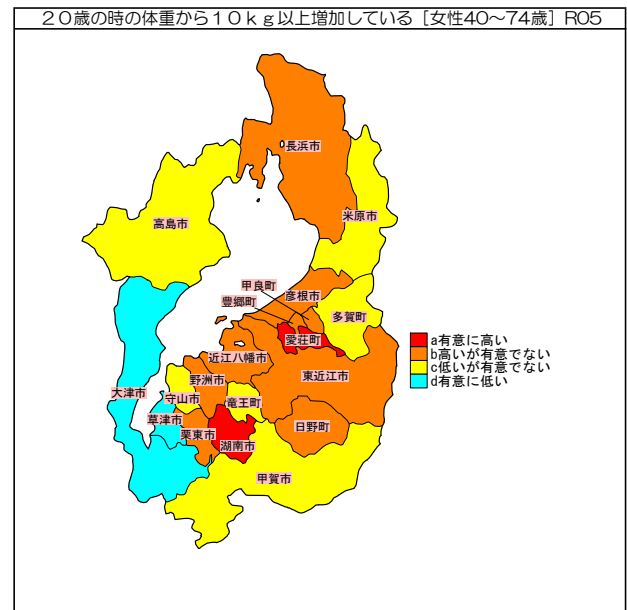 ２０歳の時の体重から１０ｋｇ以上増加している［女性40～74歳］R05
長浜市
米原市
高島市
甲良町
彦根市
豊郷町
多賀町
愛荘町
近江八幡市
東近江市
野洲市
大津市
守山市
竜王町
草津市
日野町
栗東市
湖南市
甲賀市
a有意に高い
b高いが有意でない
c低いが有意でない
d有意に低い